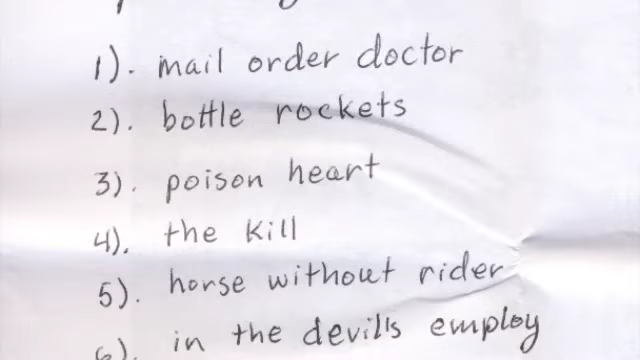 1). mail order doctor
2). bottle rockets
3). poison heart
4). the kill
5). horse without rider
6). in the devil's employ